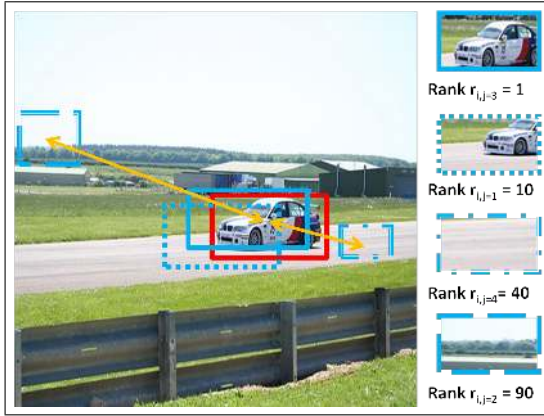 Rank r_{i,j=3} = 1
Rank r_{i,j=1} = 10
Rank r_{i,j=4} = 40
Rank r_{i,j=2} = 90